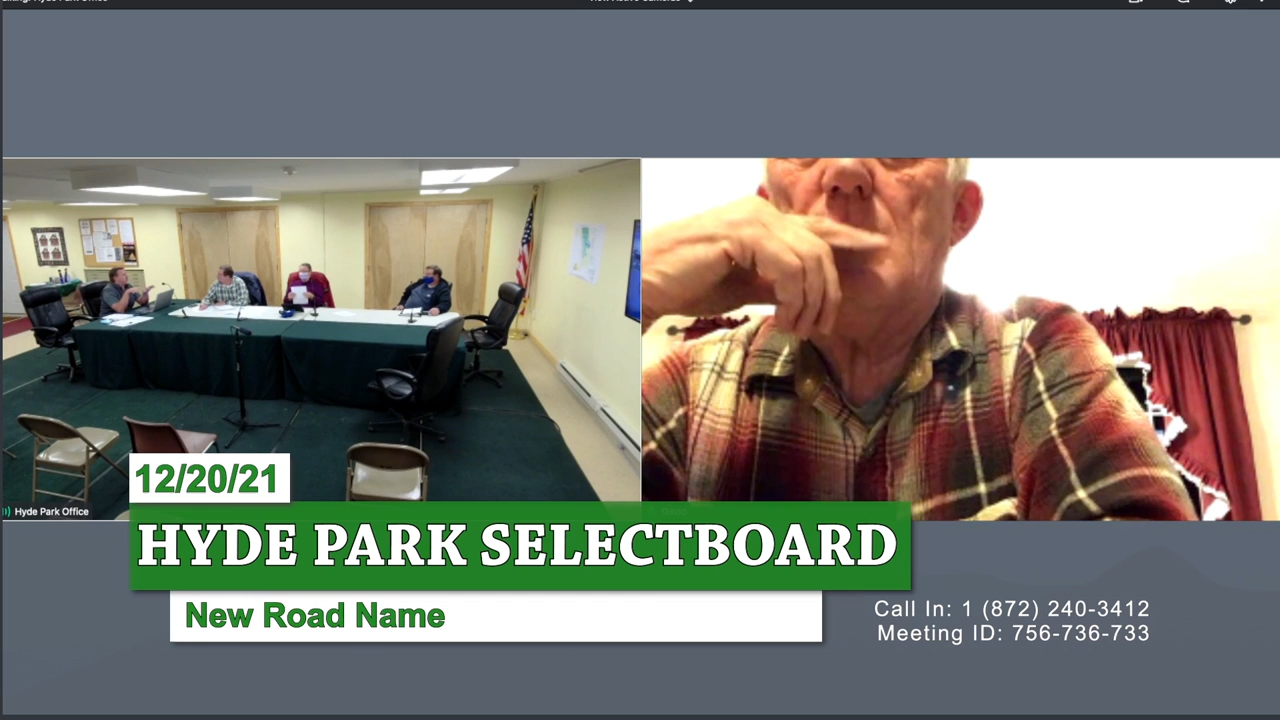 Hyde Park Office
12/20/21
HYDE PARK SELECTBOARD
New Road Name
Call In: 1 (872) 240-3412
Meeting ID: 756-736-733